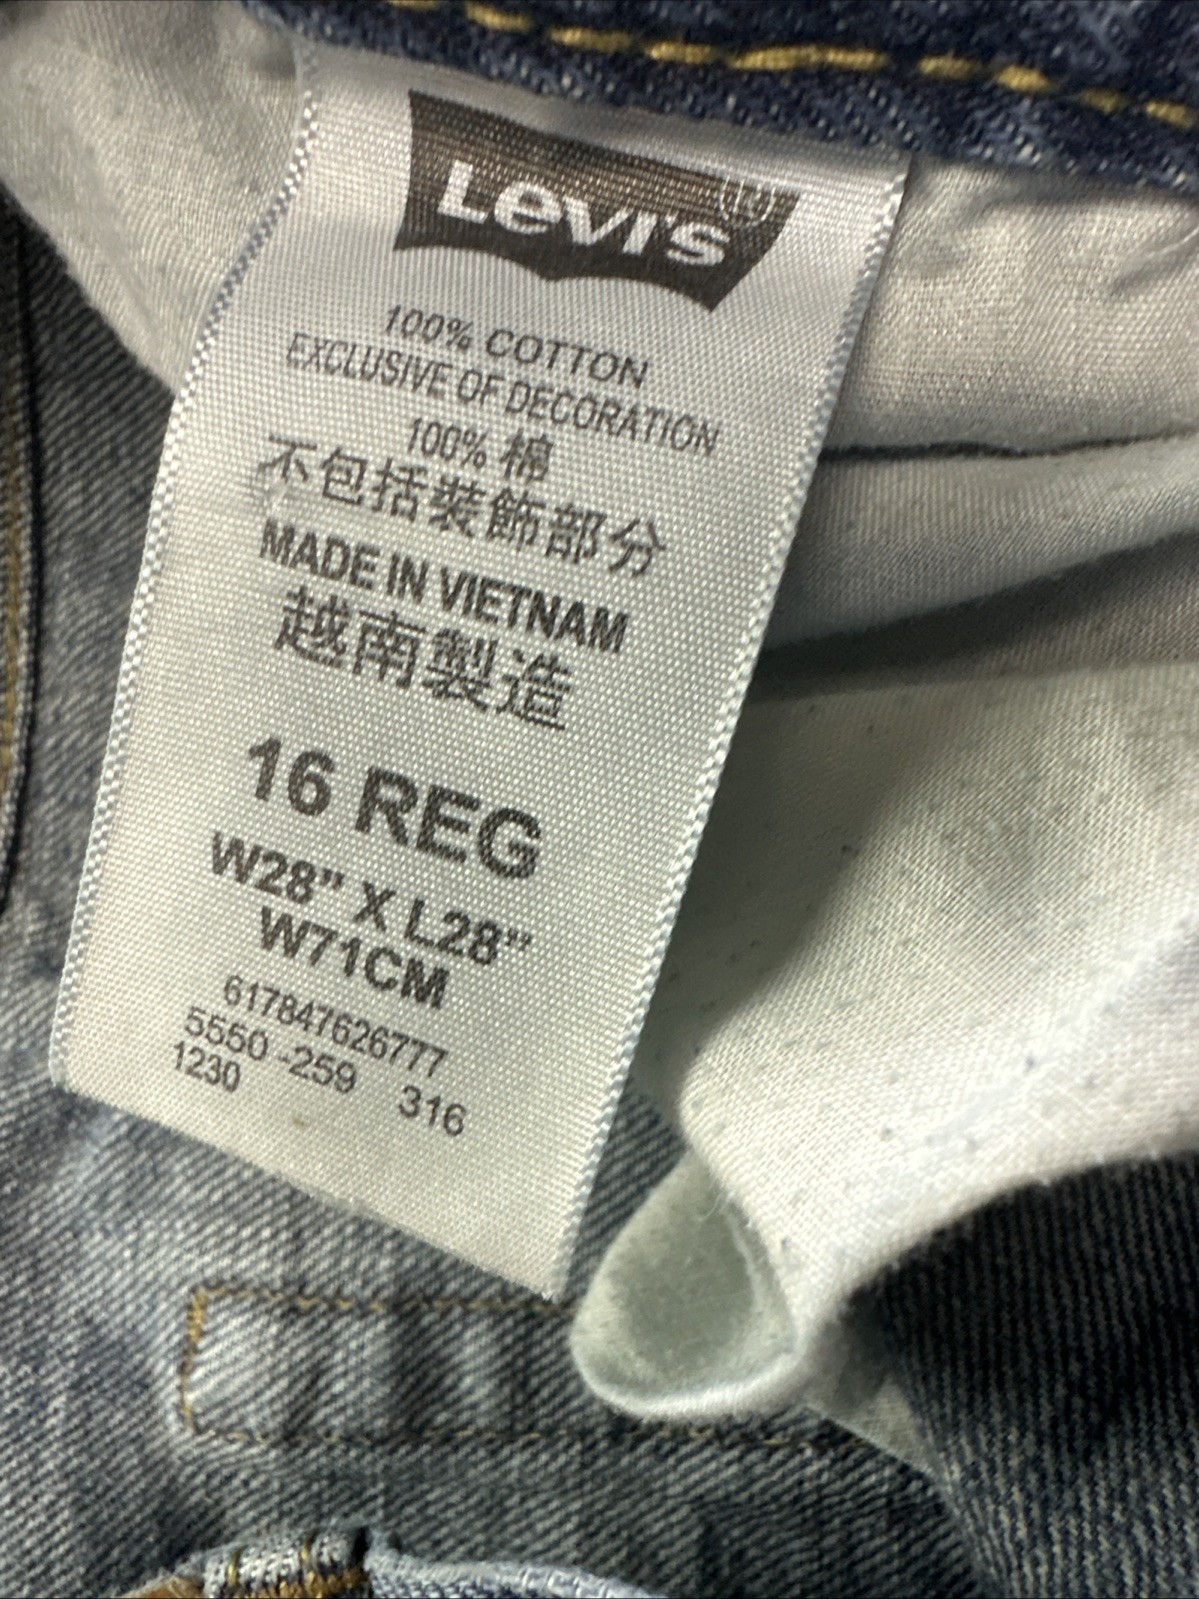 LEVI'S ®
100% COTTON
EXCLUSIVE OF DECORATION
100% 棉
不包括裝飾部分
MADE IN VIETNAM
越南製造
16 REG
W28" X L28"
W71CM
617847626777
5550 -259 316
1230